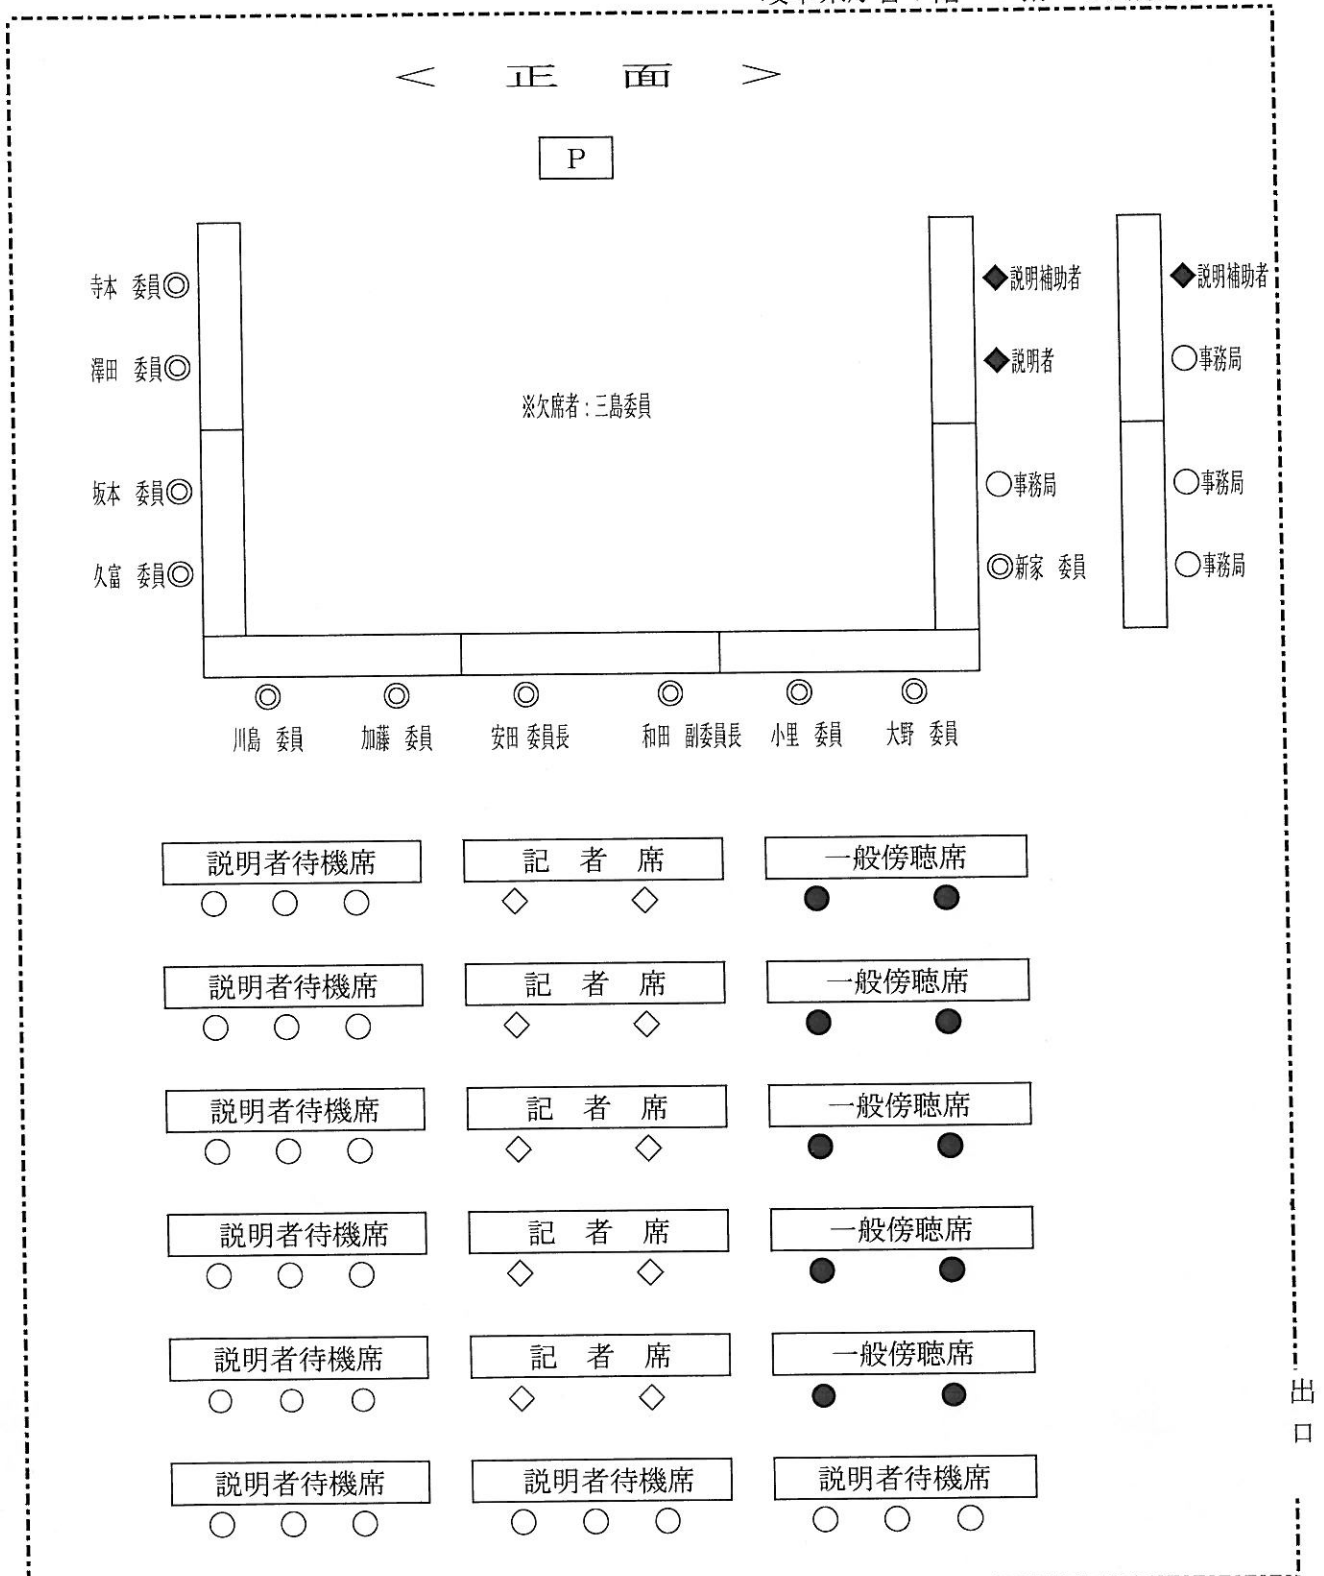 ＜　正　面　＞
P
寺本　委員◎
◆説明補助者
◆説明補助者
澤田　委員◎
◆説明者
○事務局
※欠席者：三島委員
坂本　委員◎
○事務局
○事務局
久富　委員◎
◎新家　委員
○事務局
川島　委員　加藤　委員　安田 委員長　和田　副委員長　小里　委員　大野　委員
説明者待機席　記　者　席　一般傍聴席
説明者待機席　記　者　席　一般傍聴席
説明者待機席　記　者　席　一般傍聴席
説明者待機席　記　者　席　一般傍聴席
説明者待機席　記　者　席　一般傍聴席
出口
説明者待機席　説明者待機席　説明者待機席